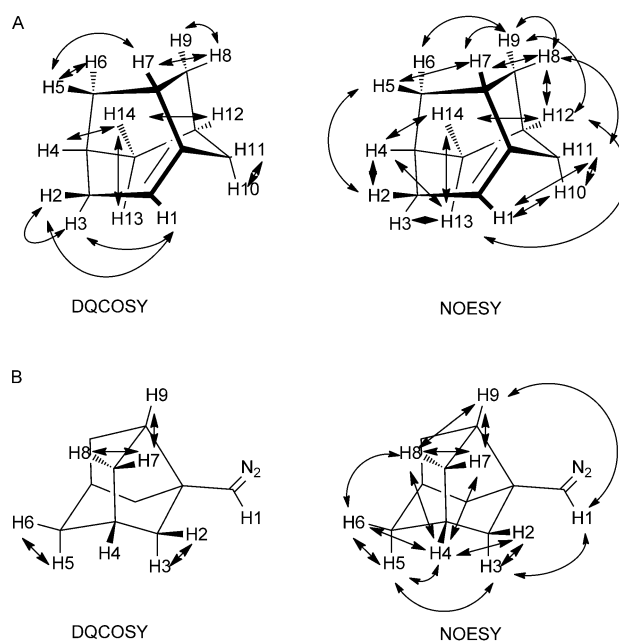 A
H9
H7
H8
H6
H5
H14
H12
H4
H11
H2
H10
H3
H13
H1
DQCOSY
H9
H7
H8
H6
H5
H14
H12
H4
H11
H2
H10
H3
H13
H1
NOESY
B
H9
H8
H7
N2
H1
H6
H2
H4
H5
H3
DQCOSY
H9
H8
H7
N2
H1
H6
H2
H4
H5
H3
NOESY